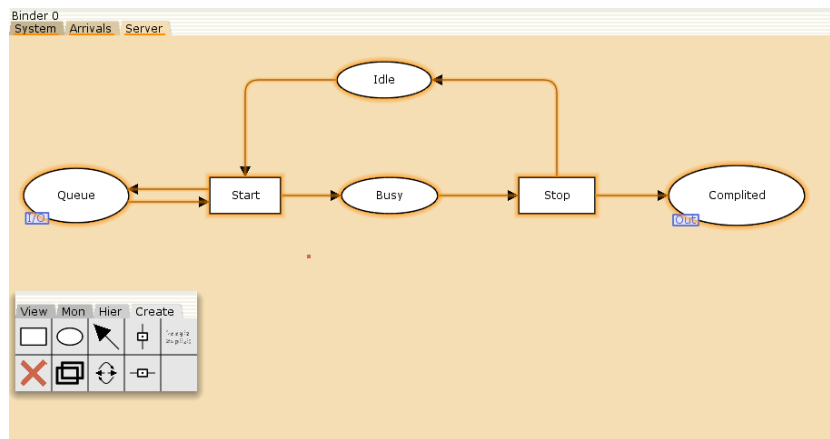 Binder 0
System Arrivals Server
Idle
Queue Start Busy Stop Complited
I/O Out
View Mon Hier Create